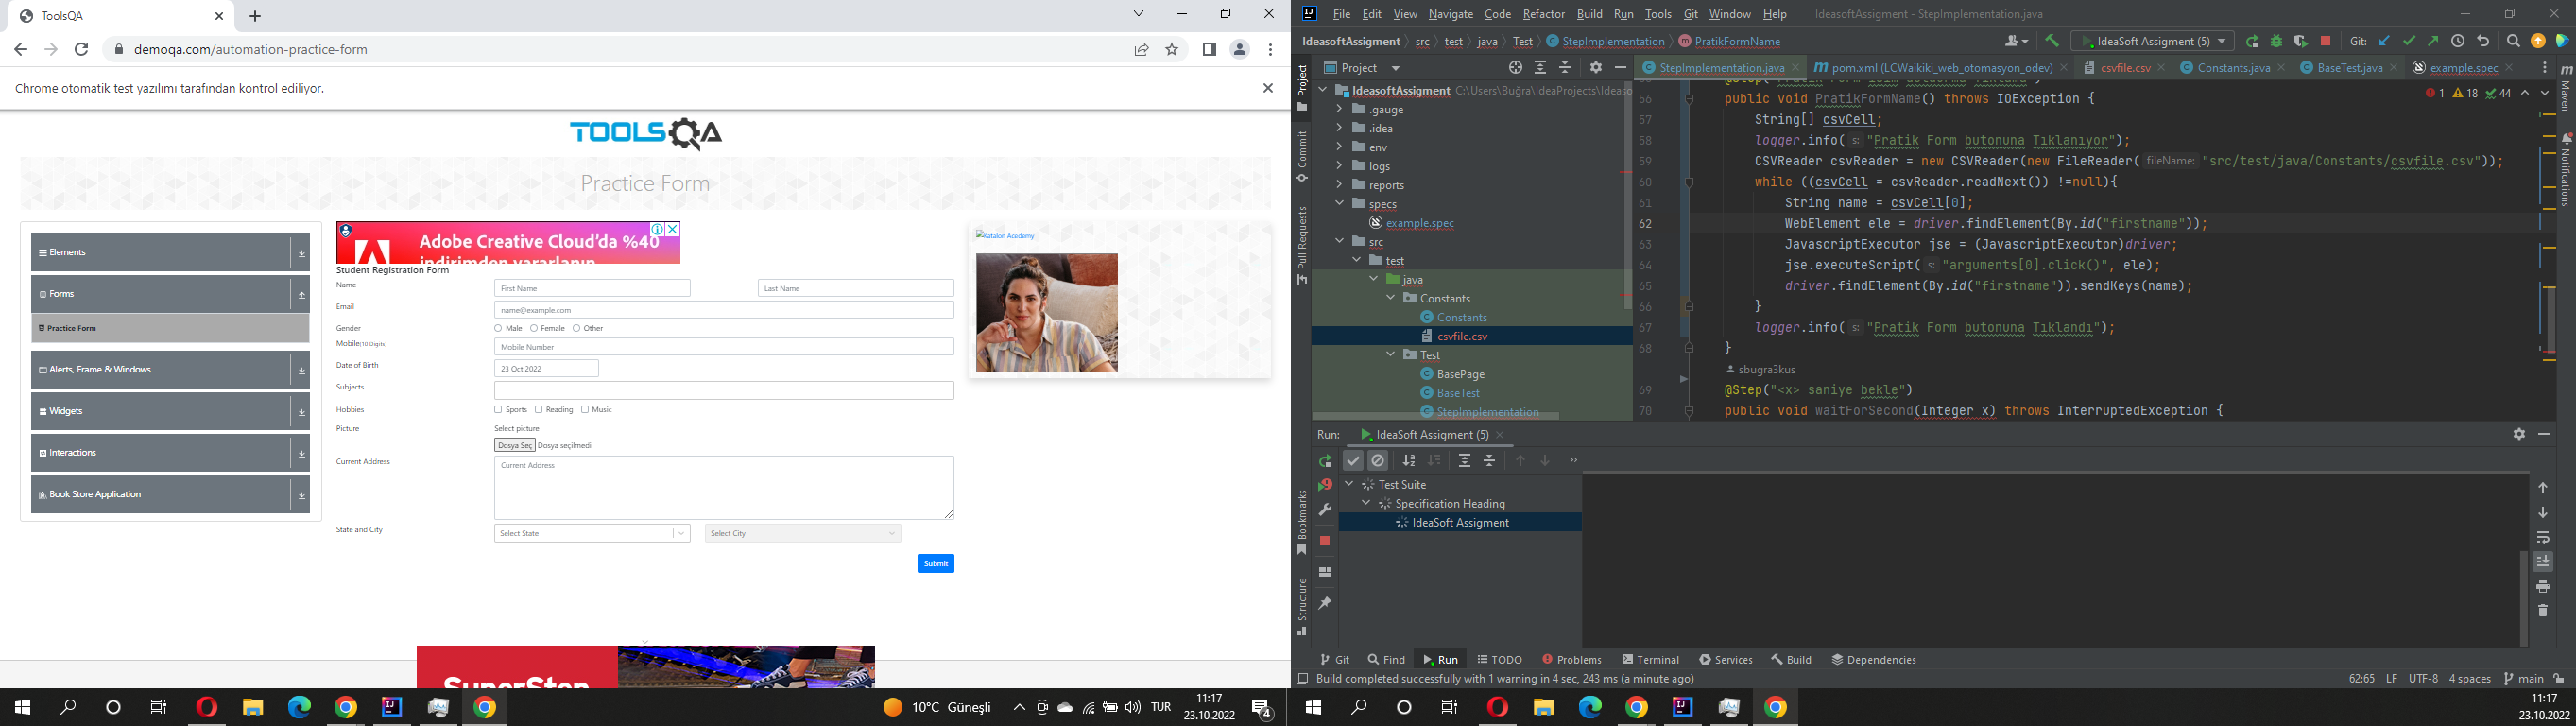 ToolsQA
demoqa.com/automation-practice-form
Chrome otomatik test yazılımı tarafından kontrol ediliyor.
TOOLSQA
Practice Form
Elements
Forms
Practice Form
Alerts, Frame & Windows
Widgets
Interactions
Book Store Application
Adobe Creative Cloud'da %40
indirimden yararlanın
Student Registration Form
Name
First Name
Last Name
Email
name@example.com
Gender
Male
Female
Other
Mobile(10 Digits)
Mobile Number
Date of Birth
23 Oct 2022
Subjects
Hobbies
Sports
Reading
Music
Picture
Select picture
Dosya Seç
Dosya seçilmedi
Current Address
Current Address
State and City
Select State
Select City
Submit
Katalon Acedemy
SuperStep
10°C Güneşli
TUR
11:17
23.10.2022
4
File Edit View Navigate Code Refactor Build Run Tools Git Window Help
IdeasoftAssigment - StepImplementation.java
IdeasoftAssigment
src
test
java
Test
StepImplementation
PratikFormName
IdeaSoft Assigment (5)
Git:
Project
Commit
Pull Requests
Bookmarks
Structure
Project
IdeasoftAssigment C:\Users\Buğra\IdeaProjects\Ideaso
.gauge
.idea
env
logs
reports
specs
example.spec
src
test
java
Constants
Constants
csvfile.csv
Test
BasePage
BaseTest
StepImplementation
StepImplementation.java
pom.xml (LCWaikiki_web_otomasyon_odev)
csvfile.csv
Constants.java
BaseTest.java
example.spec
Maven
Notifications
1 18 44
56 public void PratikFormName() throws IOException {
57 String[] csvCell;
58 logger.info( s: "Pratik Form butonuna Tıklanıyor");
59 CSVReader csvReader = new CSVReader(new FileReader( fileName: "src/test/java/Constants/csvfile.csv"));
60 while ((csvCell = csvReader.readNext()) !=null){
61 String name = csvCell[0];
62 WebElement ele = driver.findElement(By.id("firstname"));
63 JavascriptExecutor jse = (JavascriptExecutor)driver;
64 jse.executeScript( s: "arguments[0].click()", ele);
65 driver.findElement(By.id("firstname")).sendKeys(name);
66 }
67 logger.info( s: "Pratik Form butonuna Tıklandı");
68 }
sbugra3kus
69 @Step("<x> saniye bekle")
70 public void waitForSecond(Integer x) throws InterruptedException {
Run:
IdeaSoft Assigment (5)
Test Suite
Specification Heading
IdeaSoft Assigment
Git
Find
Run
TODO
Problems
Terminal
Services
Build
Dependencies
Build completed successfully with 1 warning in 4 sec, 243 ms (a minute ago)
62:65 LF UTF-8 4 spaces main
11:17
23.10.2022